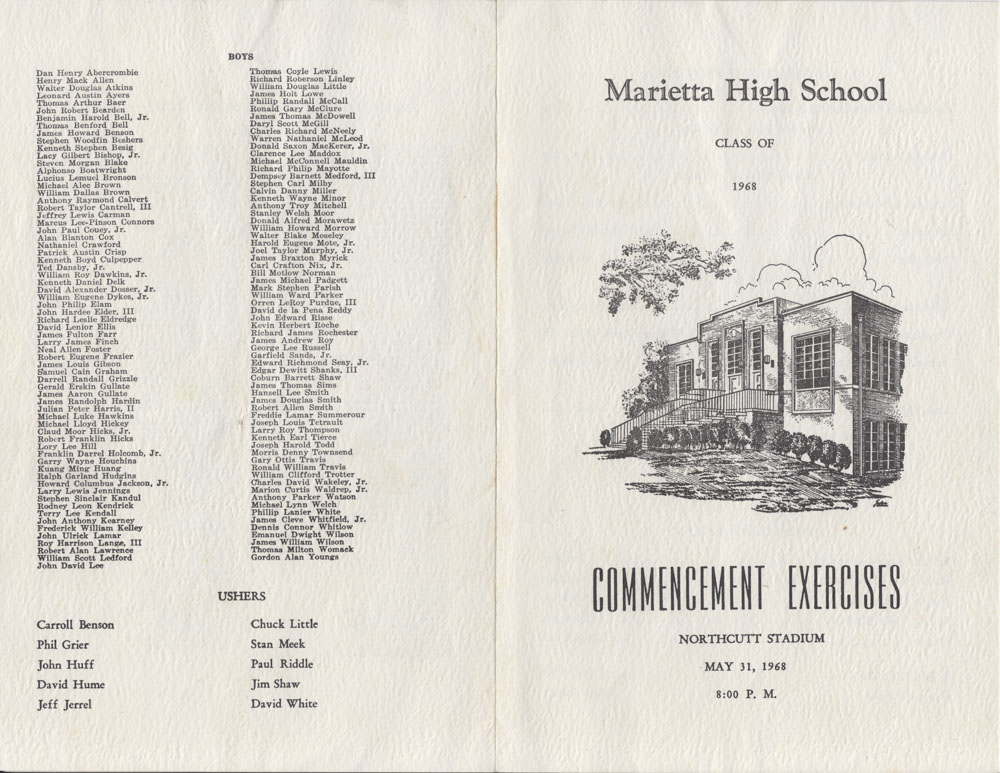 BOYS
Dan Henry Abercrombie
Henry Mack Allen
Walter Douglas Atkins
Leonard Austin Ayers
Thomas Arthur Baer
John Robert Bearden
Benjamin Harold Bell, Jr.
Thomas Benford Bell
James Howard Benson
Stephen Woodfin Beshers
Kenneth Stephen Besig
Lacy Gilbert Bishop, Jr.
Steven Morgan Blake
Alphonso Boatwright
Lucius Lemuel Bronson
Michael Alec Brown
William Dallas Brown
Anthony Raymond Calvert
Robert Taylor Cantrell, III
Jeffrey Lewis Carman
Marcus Lee-Pinson Connors
John Paul Couey, Jr.
Alan Blanton Cox
Nathaniel Crawford
Patrick Austin Crisp
Kenneth Boyd Culpepper
Ted Dansby, Jr.
William Roy Dawkins, Jr.
Kenneth Daniel Delk
David Alexander Dosser, Jr.
William Eugene Dykes, Jr.
John Philip Elam
John Hardee Elder, III
Richard Leslie Eldredge
David Lenior Ellis
James Fulton Farr
Larry James Finch
Neal Allen Foster
Robert Eugene Frazier
James Louis Gibson
Samuel Cain Graham
Darrell Randall Grizzle
Gerald Erskin Gullate
James Aaron Gullate
James Randolph Hardin
Julian Peter Harris, II
Michael Luke Hawkins
Michael Lloyd Hickey
Claud Moor Hicks, Jr.
Robert Franklin Hicks
Lory Lee Hill
Franklin Darrel Holcomb, Jr.
Garry Wayne Houchins
Kuang Ming Huang
Ralph Garland Hudgins
Howard Columbus Jackson, Jr.
Larry Lewis Jennings
Stephen Sinclair Kandul
Rodney Leon Kendrick
Terry Lee Kendall
John Anthony Kearney
Frederick William Kelley
John Ulrick Lamar
Roy Harrison Lange, III
Robert Alan Lawrence
William Scott Ledford
John David Lee
Thomas Coyle Lewis
Richard Roberson Linley
William Douglas Little
James Holt Lowe
Phillip Randall McCall
Ronald Gary McClure
James Thomas McDowell
Daryl Scott McGill
Charles Richard McNeely
Warren Nathaniel McLeod
Donald Saxon MacKerer, Jr.
Clarence Lee Maddox
Michael McConnell Mauldin
Richard Philip Mayotte
Dempsey Barnett Medford, III
Stephen Carl Milby
Calvin Danny Miller
Kenneth Wayne Minor
Anthony Troy Mitchell
Stanley Welsh Moor
Donald Alfred Morawetz
William Howard Morrow
Walter Blake Moseley
Harold Eugene Mote, Jr.
Joel Taylor Murphy, Jr.
James Braxton Myrick
Carl Crafton Nix, Jr.
Bill Motlow Norman
James Michael Padgett
Mark Stephen Parish
William Ward Parker
Orren LeRoy Purdue, III
David de la Pena Reddy
John Edward Risse
Kevin Herbert Roche
Richard James Rochester
James Andrew Roy
George Lee Russell
Garfield Sands, Jr.
Edward Richmond Seay, Jr.
Edgar Dewitt Shanks, III
Coburn Barrett Shaw
James Thomas Sims
Hansell Lee Smith
James Douglas Smith
Robert Allen Smith
Freddie Lamar Summerour
Joseph Louis Tetrault
Larry Roy Thompson
Kenneth Earl Tierce
Joseph Harold Todd
Morris Denny Townsend
Gary Ottis Travis
Ronald William Travis
William Clifford Trotter
Charles David Wakeley, Jr.
Marion Curtis Waldrep, Jr.
Anthony Parker Watson
Michael Lynn Welch
Phillip Lanier White
James Cleve Whitfield, Jr.
Dennis Connor Whitlow
Emanuel Dwight Wilson
James William Wilson
Thomas Milton Womack
Gordon Alan Youngs
USHERS
Carroll Benson
Phil Grier
John Huff
David Hume
Jeff Jerrel
Chuck Little
Stan Meek
Paul Riddle
Jim Shaw
David White
Marietta High School
CLASS OF
1968
COMMENCEMENT EXERCISES
NORTHCUTT STADIUM
MAY 31, 1968
8:00 P. M.